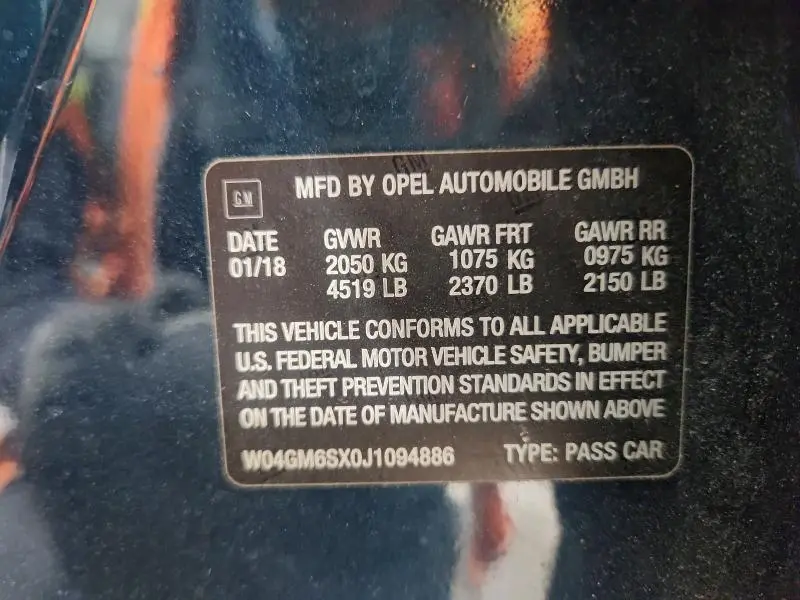 GM MFD BY OPEL AUTOMOBILE GMBH
DATE GVWR GAWR FRT GAWR RR
01/18 2050 KG 1075 KG 0975 KG
4519 LB 2370 LB 2150 LB
THIS VEHICLE CONFORMS TO ALL APPLICABLE
U.S. FEDERAL MOTOR VEHICLE SAFETY, BUMPER
AND THEFT PREVENTION STANDARDS IN EFFECT
ON THE DATE OF MANUFACTURE SHOWN ABOVE
W04GM6SX0J1094886 TYPE: PASS CAR